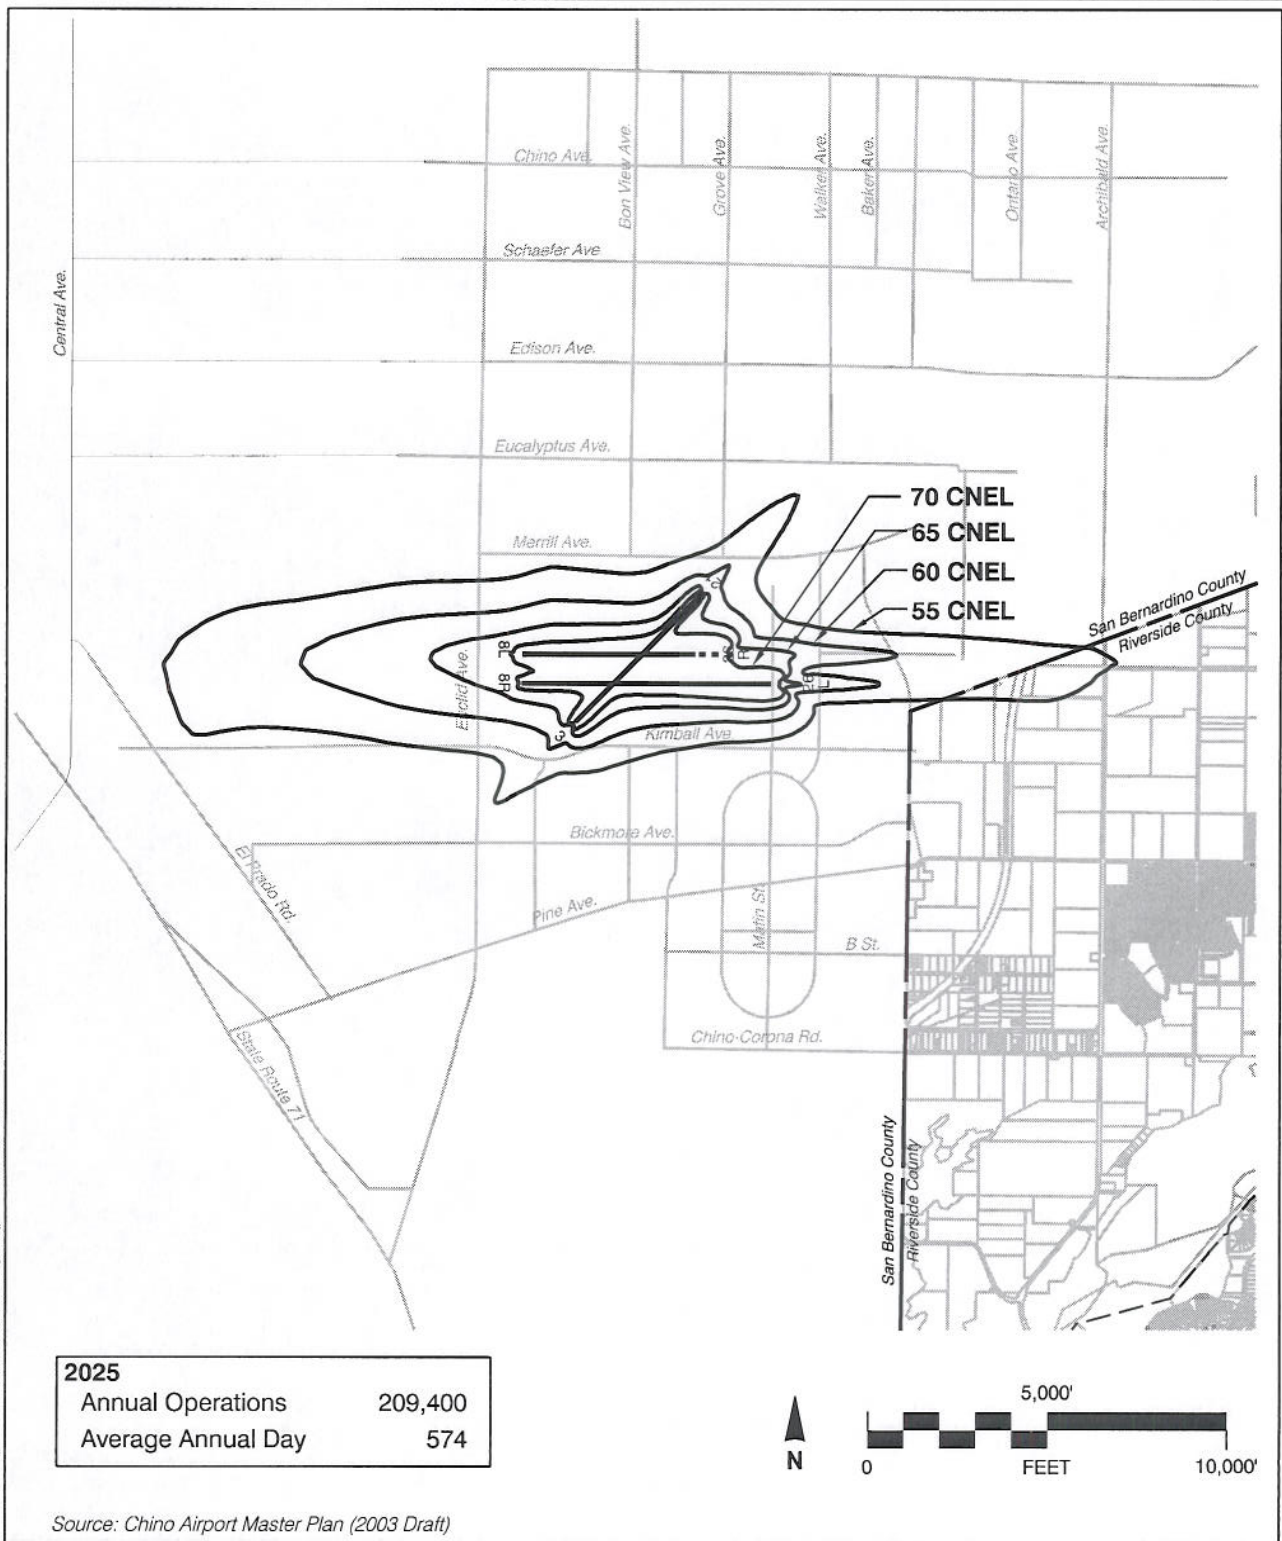 Chino Ave.
Bon View Ave.
Grove Ave.
Walker Ave.
Baker Ave.
Ontario Ave
Archibald Ave.
Schaefer Ave
Central Ave.
Edison Ave.
Eucalyptus Ave.
70 CNEL
65 CNEL
60 CNEL
55 CNEL
Merrill Ave.
San Bernardino County
Riverside County
8L
8R
Euclid Ave.
Kimball Ave.
Bickmore Ave.
El Prado Rd.
Pine Ave.
Main St.
B St.
Chino-Corona Rd.
State Route 71
San Bernardino County
Riverside County
2025
Annual Operations 209,400
Average Annual Day 574
N
5,000'
0 FEET 10,000'
Source: Chino Airport Master Plan (2003 Draft)